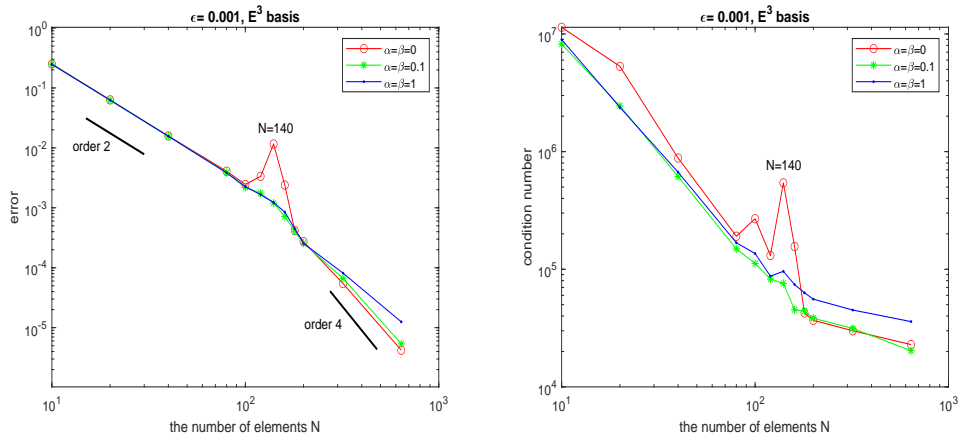 ϵ= 0.001, E³ basis
10⁰
10⁻¹
10⁻²
10⁻³
10⁻⁴
10⁻⁵
error
α=β=0
α=β=0.1
α=β=1
N=140
order 2
order 4
10¹
10²
10³
the number of elements N
ϵ= 0.001, E³ basis
10⁷
10⁶
10⁵
10⁴
condition number
α=β=0
α=β=0.1
α=β=1
N=140
10¹
10²
10³
the number of elements N